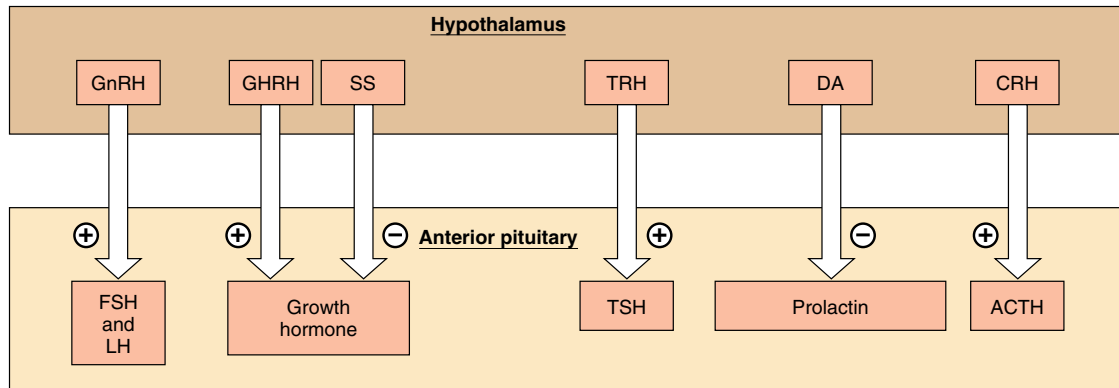 Hypothalamus
GnRH
GHRH
SS
TRH
DA
CRH
+
+
−
Anterior pituitary
+
−
+
FSH
and
LH
Growth
hormone
TSH
Prolactin
ACTH